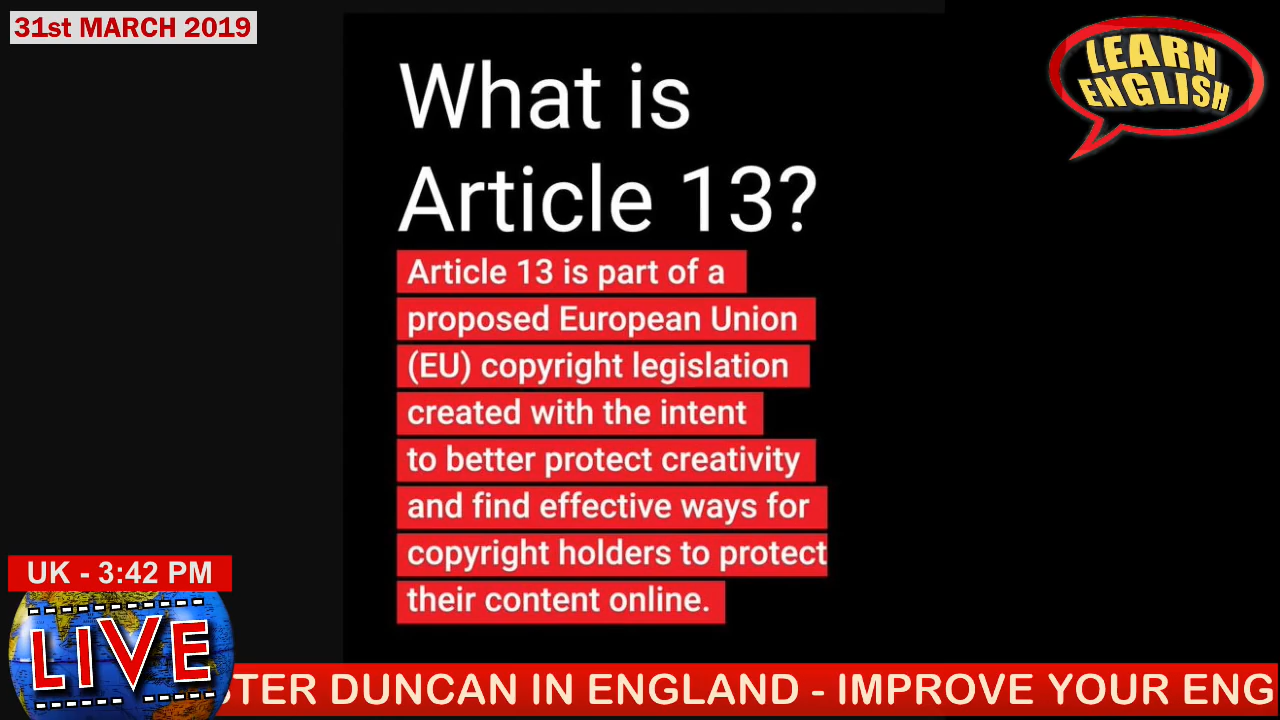 31st MARCH 2019
LEARN
ENGLISH
What is
Article 13?
Article 13 is part of a
proposed European Union
(EU) copyright legislation
created with the intent
to better protect creativity
and find effective ways for
copyright holders to protect
their content online.
UK - 3:42 PM
LIVE
STER DUNCAN IN ENGLAND - IMPROVE YOUR ENG